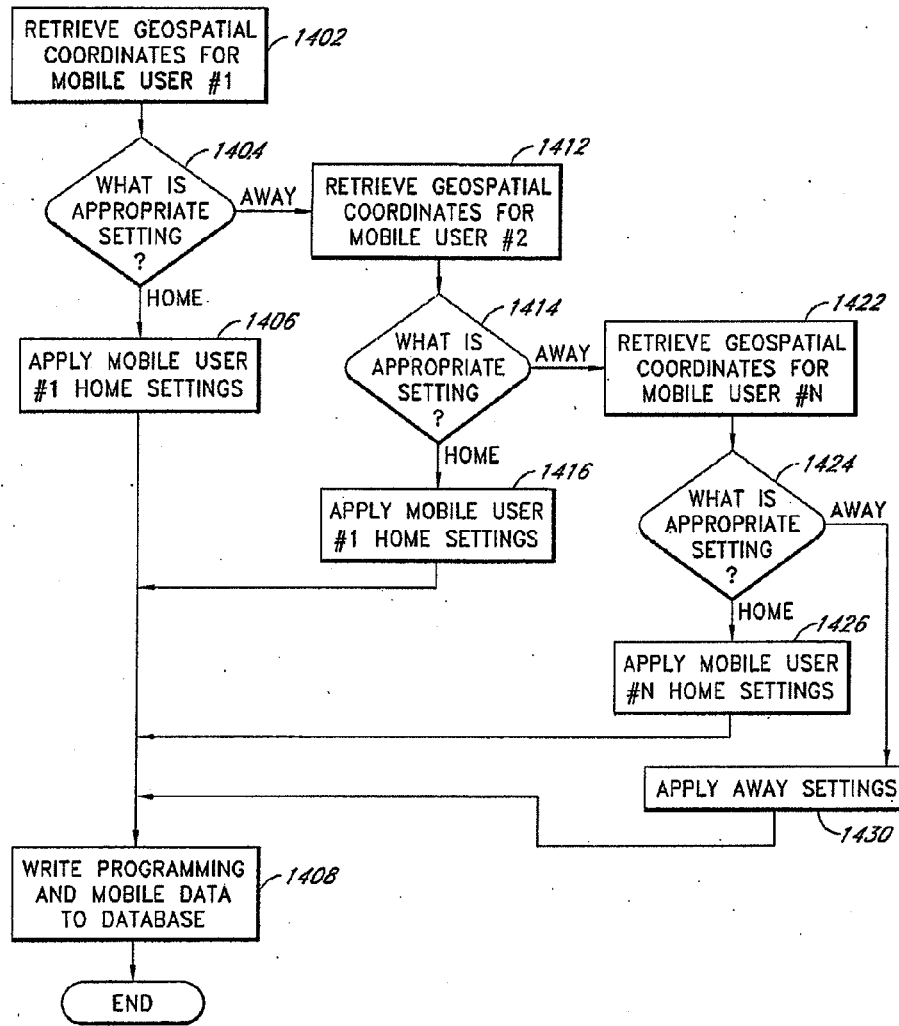 RETRIEVE GEOSPATIAL
COORDINATES FOR
MOBILE USER #1
1402
WHAT IS
APPROPRIATE
SETTING
?
1404
AWAY
HOME
APPLY MOBILE USER
#1 HOME SETTINGS
1406
RETRIEVE GEOSPATIAL
COORDINATES FOR
MOBILE USER #2
1412
WHAT IS
APPROPRIATE
SETTING
?
1414
AWAY
HOME
APPLY MOBILE USER
#1 HOME SETTINGS
1416
RETRIEVE GEOSPATIAL
COORDINATES FOR
MOBILE USER #N
1422
WHAT IS
APPROPRIATE
SETTING
?
1424
AWAY
HOME
APPLY MOBILE USER
#N HOME SETTINGS
1426
APPLY AWAY SETTINGS
1430
WRITE PROGRAMMING
AND MOBILE DATA
TO DATABASE
1408
END